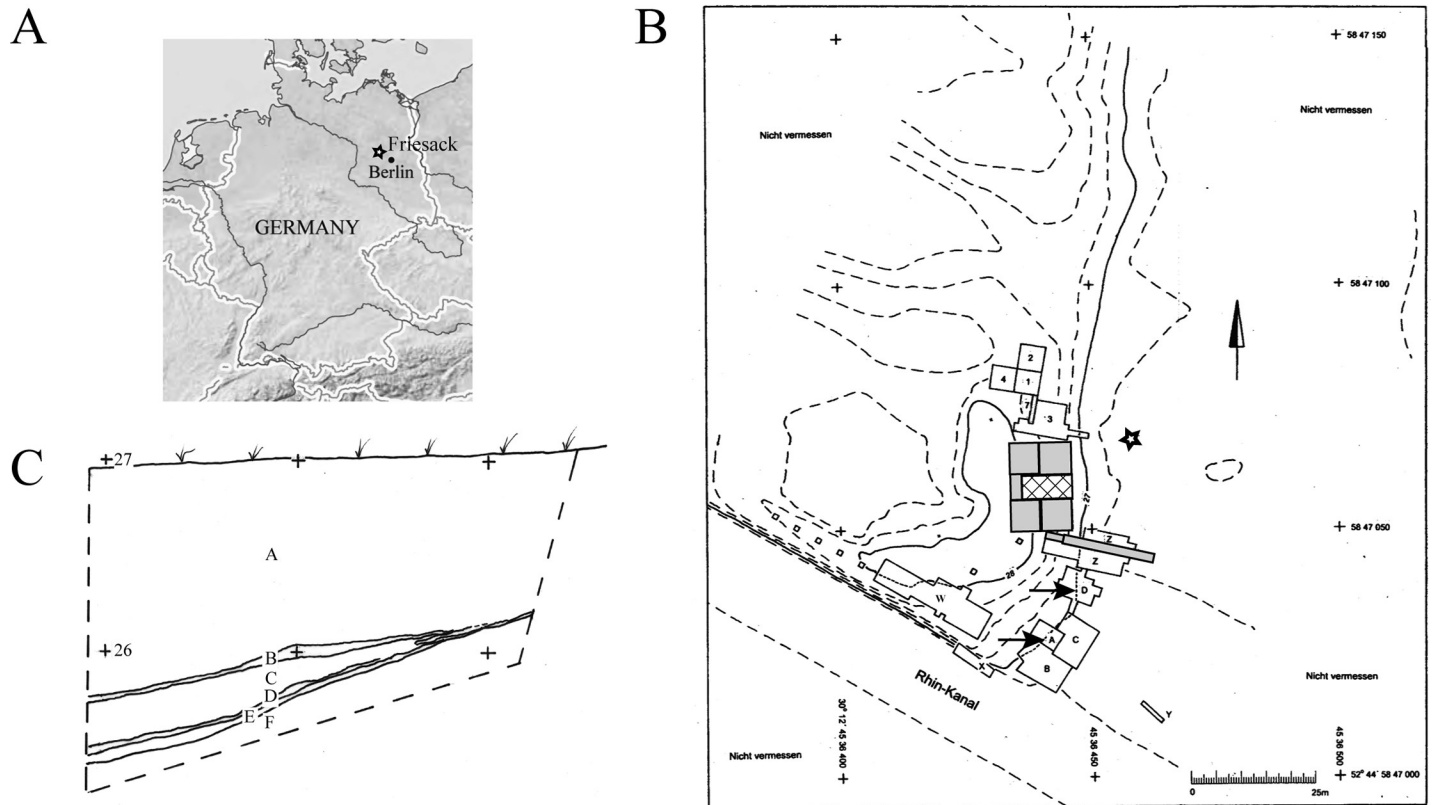 A
Friesack
Berlin
GERMANY
B
58 47 150
Nicht vermessen
Nicht vermessen
58 47 100
2
4
1
7
3
27
58 47 050
Z
Z
28
W
D
A
C
B
X
Rhin-Kanal
Y
Nicht vermessen
Nicht vermessen
30° 12' 45 36 400
45 36 450
45 36 500
52° 44' 58 47 000
0
25m
C
27
A
26
B
C
D
E
F